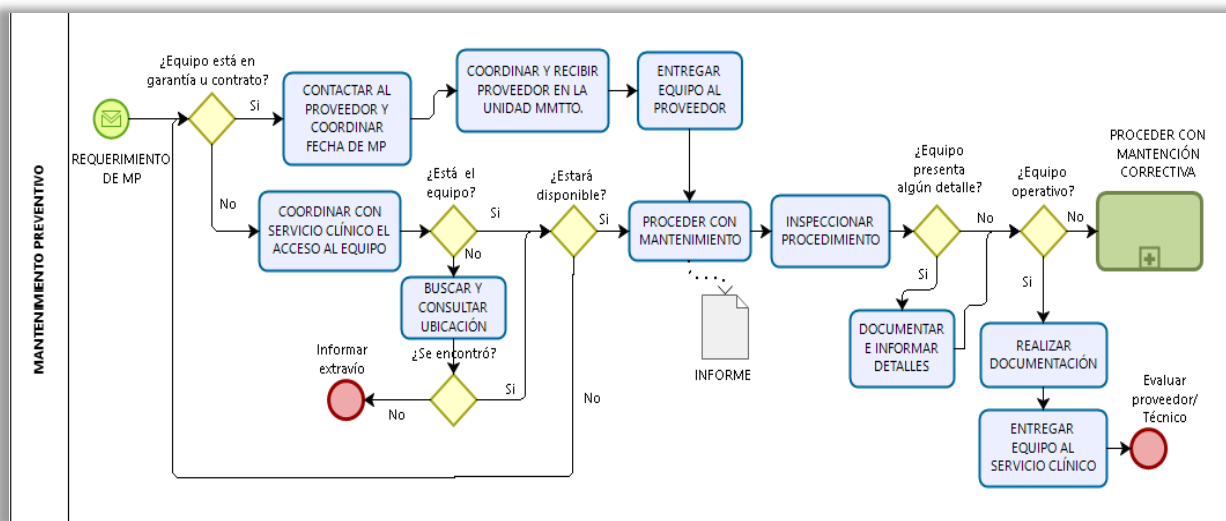 MANTENIMIENTO PREVENTIVO
REQUERIMIENTO
DE MP
¿Equipo está en
garantía u contrato?
Si
No
CONTACTAR AL
PROVEEDOR Y
COORDINAR
FECHA DE MP
COORDINAR Y RECIBIR
PROVEEDOR EN LA
UNIDAD MMTTO.
ENTREGAR
EQUIPO AL
PROVEEDOR
COORDINAR CON
SERVICIO CLÍNICO EL
ACCESO AL EQUIPO
¿Está el
equipo?
Si
No
BUSCAR Y
CONSULTAR
UBICACIÓN
¿Se encontró?
Si
No
Informar
extravío
¿Estará
disponible?
Si
No
PROCEDER CON
MANTENIMIENTO
INFORME
INSPECCIONAR
PROCEDIMIENTO
¿Equipo
presenta
algún detalle?
No
Si
DOCUMENTAR
E INFORMAR
DETALLES
¿Equipo
operativo?
No
Si
PROCEDER CON
MANTENCIÓN
CORRECTIVA
REALIZAR
DOCUMENTACIÓN
ENTREGAR
EQUIPO AL
SERVICIO CLÍNICO
Evaluar
proveedor/
Técnico